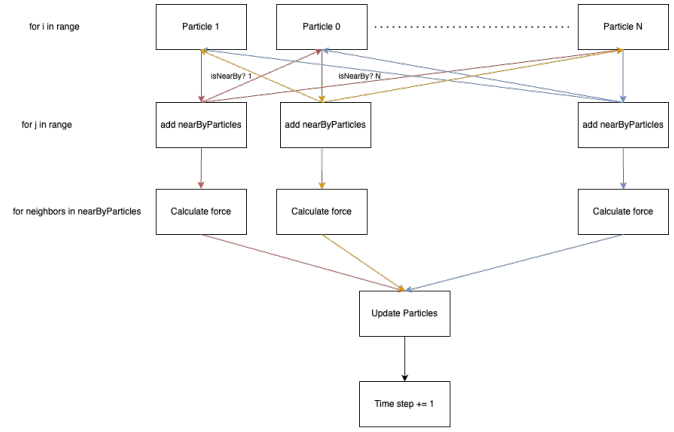 for i in range
Particle 1
Particle 0
Particle N
isNearBy? 1
isNearBy? N
for j in range
add nearByParticles
add nearByParticles
add nearByParticles
for neighbors in nearByParticles
Calculate force
Calculate force
Calculate force
Update Particles
Time step += 1